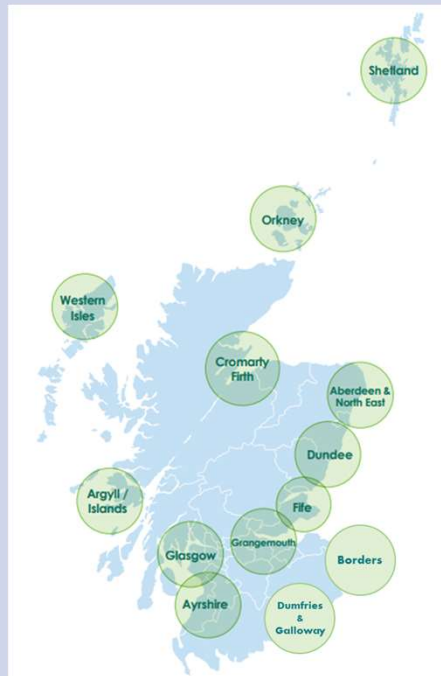 Shetland
Orkney
Western
Isles
Cromarty
Firth
Aberdeen &
North East
Dundee
Argyll /
Islands
Fife
Grangemouth
Glasgow
Borders
Ayrshire
Dumfries
&
Galloway